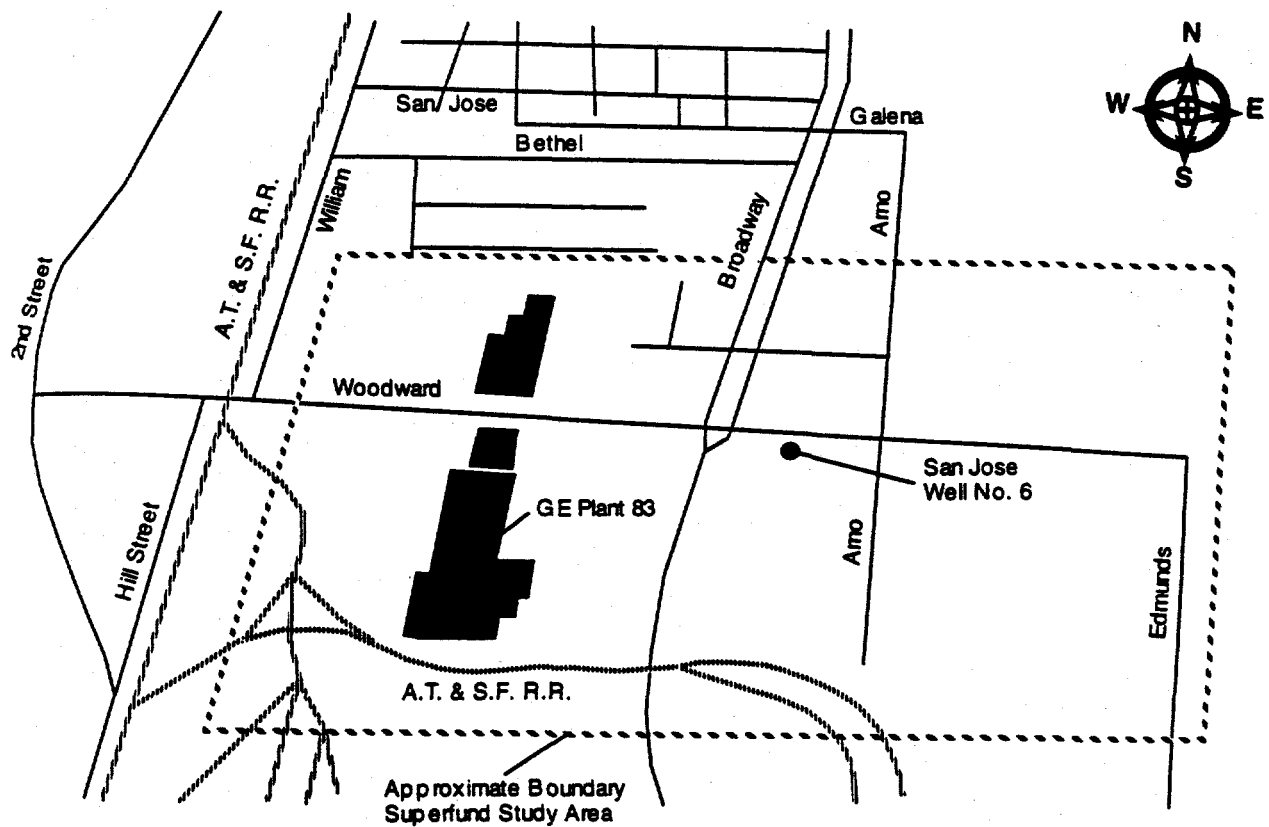 N
W
E
S
San Jose
Galena
Bethel
William
A.T. & S.F. R.R.
Arno
Broadway
2nd Street
Woodward
San Jose
Well No. 6
GE Plant 83
Hill Street
Arno
Edmunds
A.T. & S.F. R.R.
Approximate Boundary
Superfund Study Area